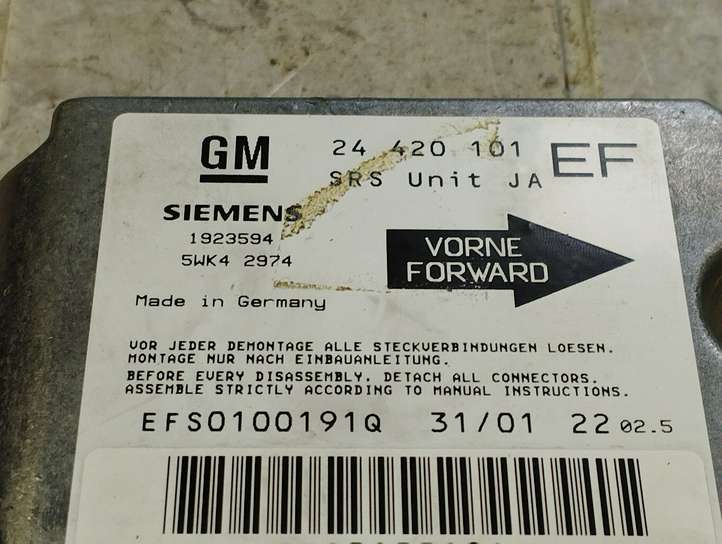 GM 24 420 101 EF
SRS Unit JA
SIEMENS
1923594
5WK4 2974
VORNE
FORWARD
Made in Germany
VOR JEDER DEMONTAGE ALLE STECKVERBINDUNGEN LOESEN.
MONTAGE NUR NACH EINBAUANLEITUNG.
BEFORE EVERY DISASSEMBLY, DETACH ALL CONNECTORS.
ASSEMBLE STRICTLY ACCORDING TO MANUAL INSTRUCTIONS.
EFS0100191Q 31/01 22 02.5